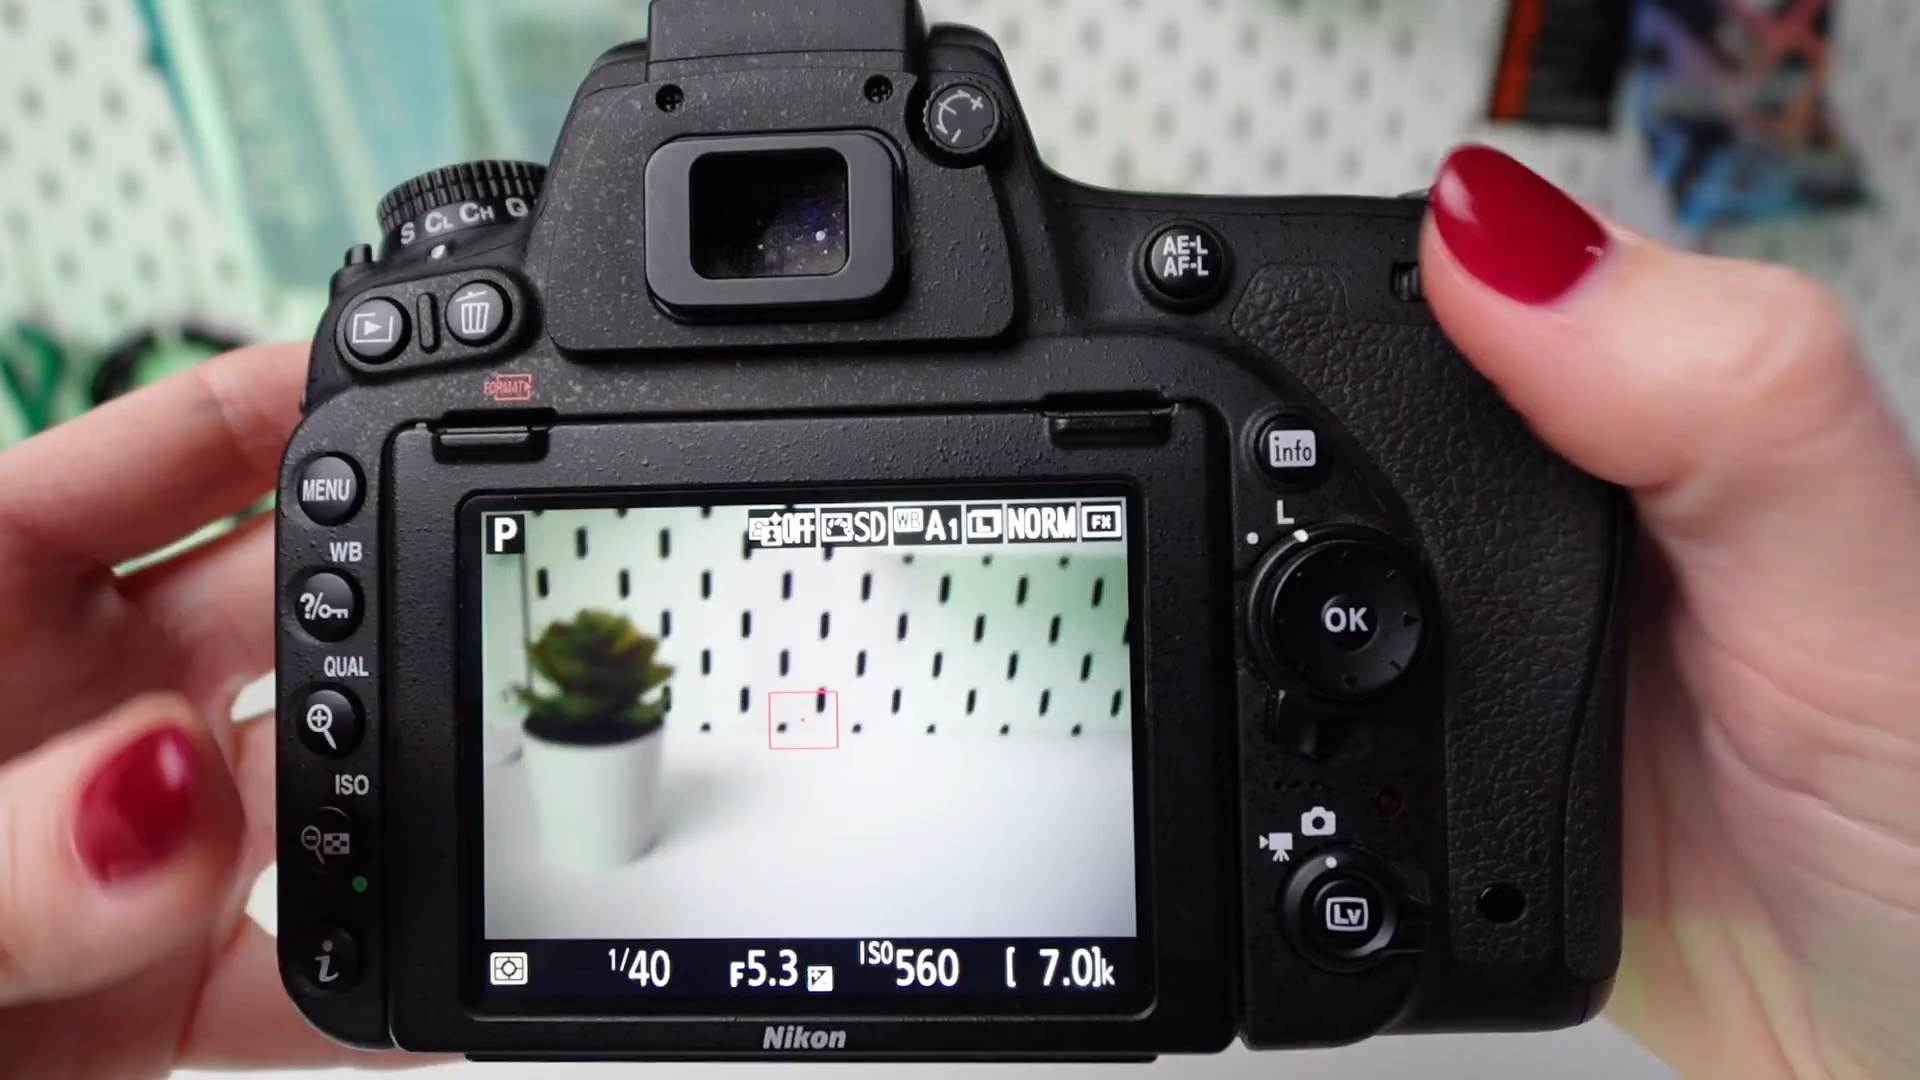 S CL CH Q
AE-L
AF-L
FORMAT
MENU
info
WB
?/
QUAL
ISO
i
L
OK
Lv
P OFF SD WB A1 L NORM FX
1/40 F5.3 ISO 560 [ 7.0]k
Nikon